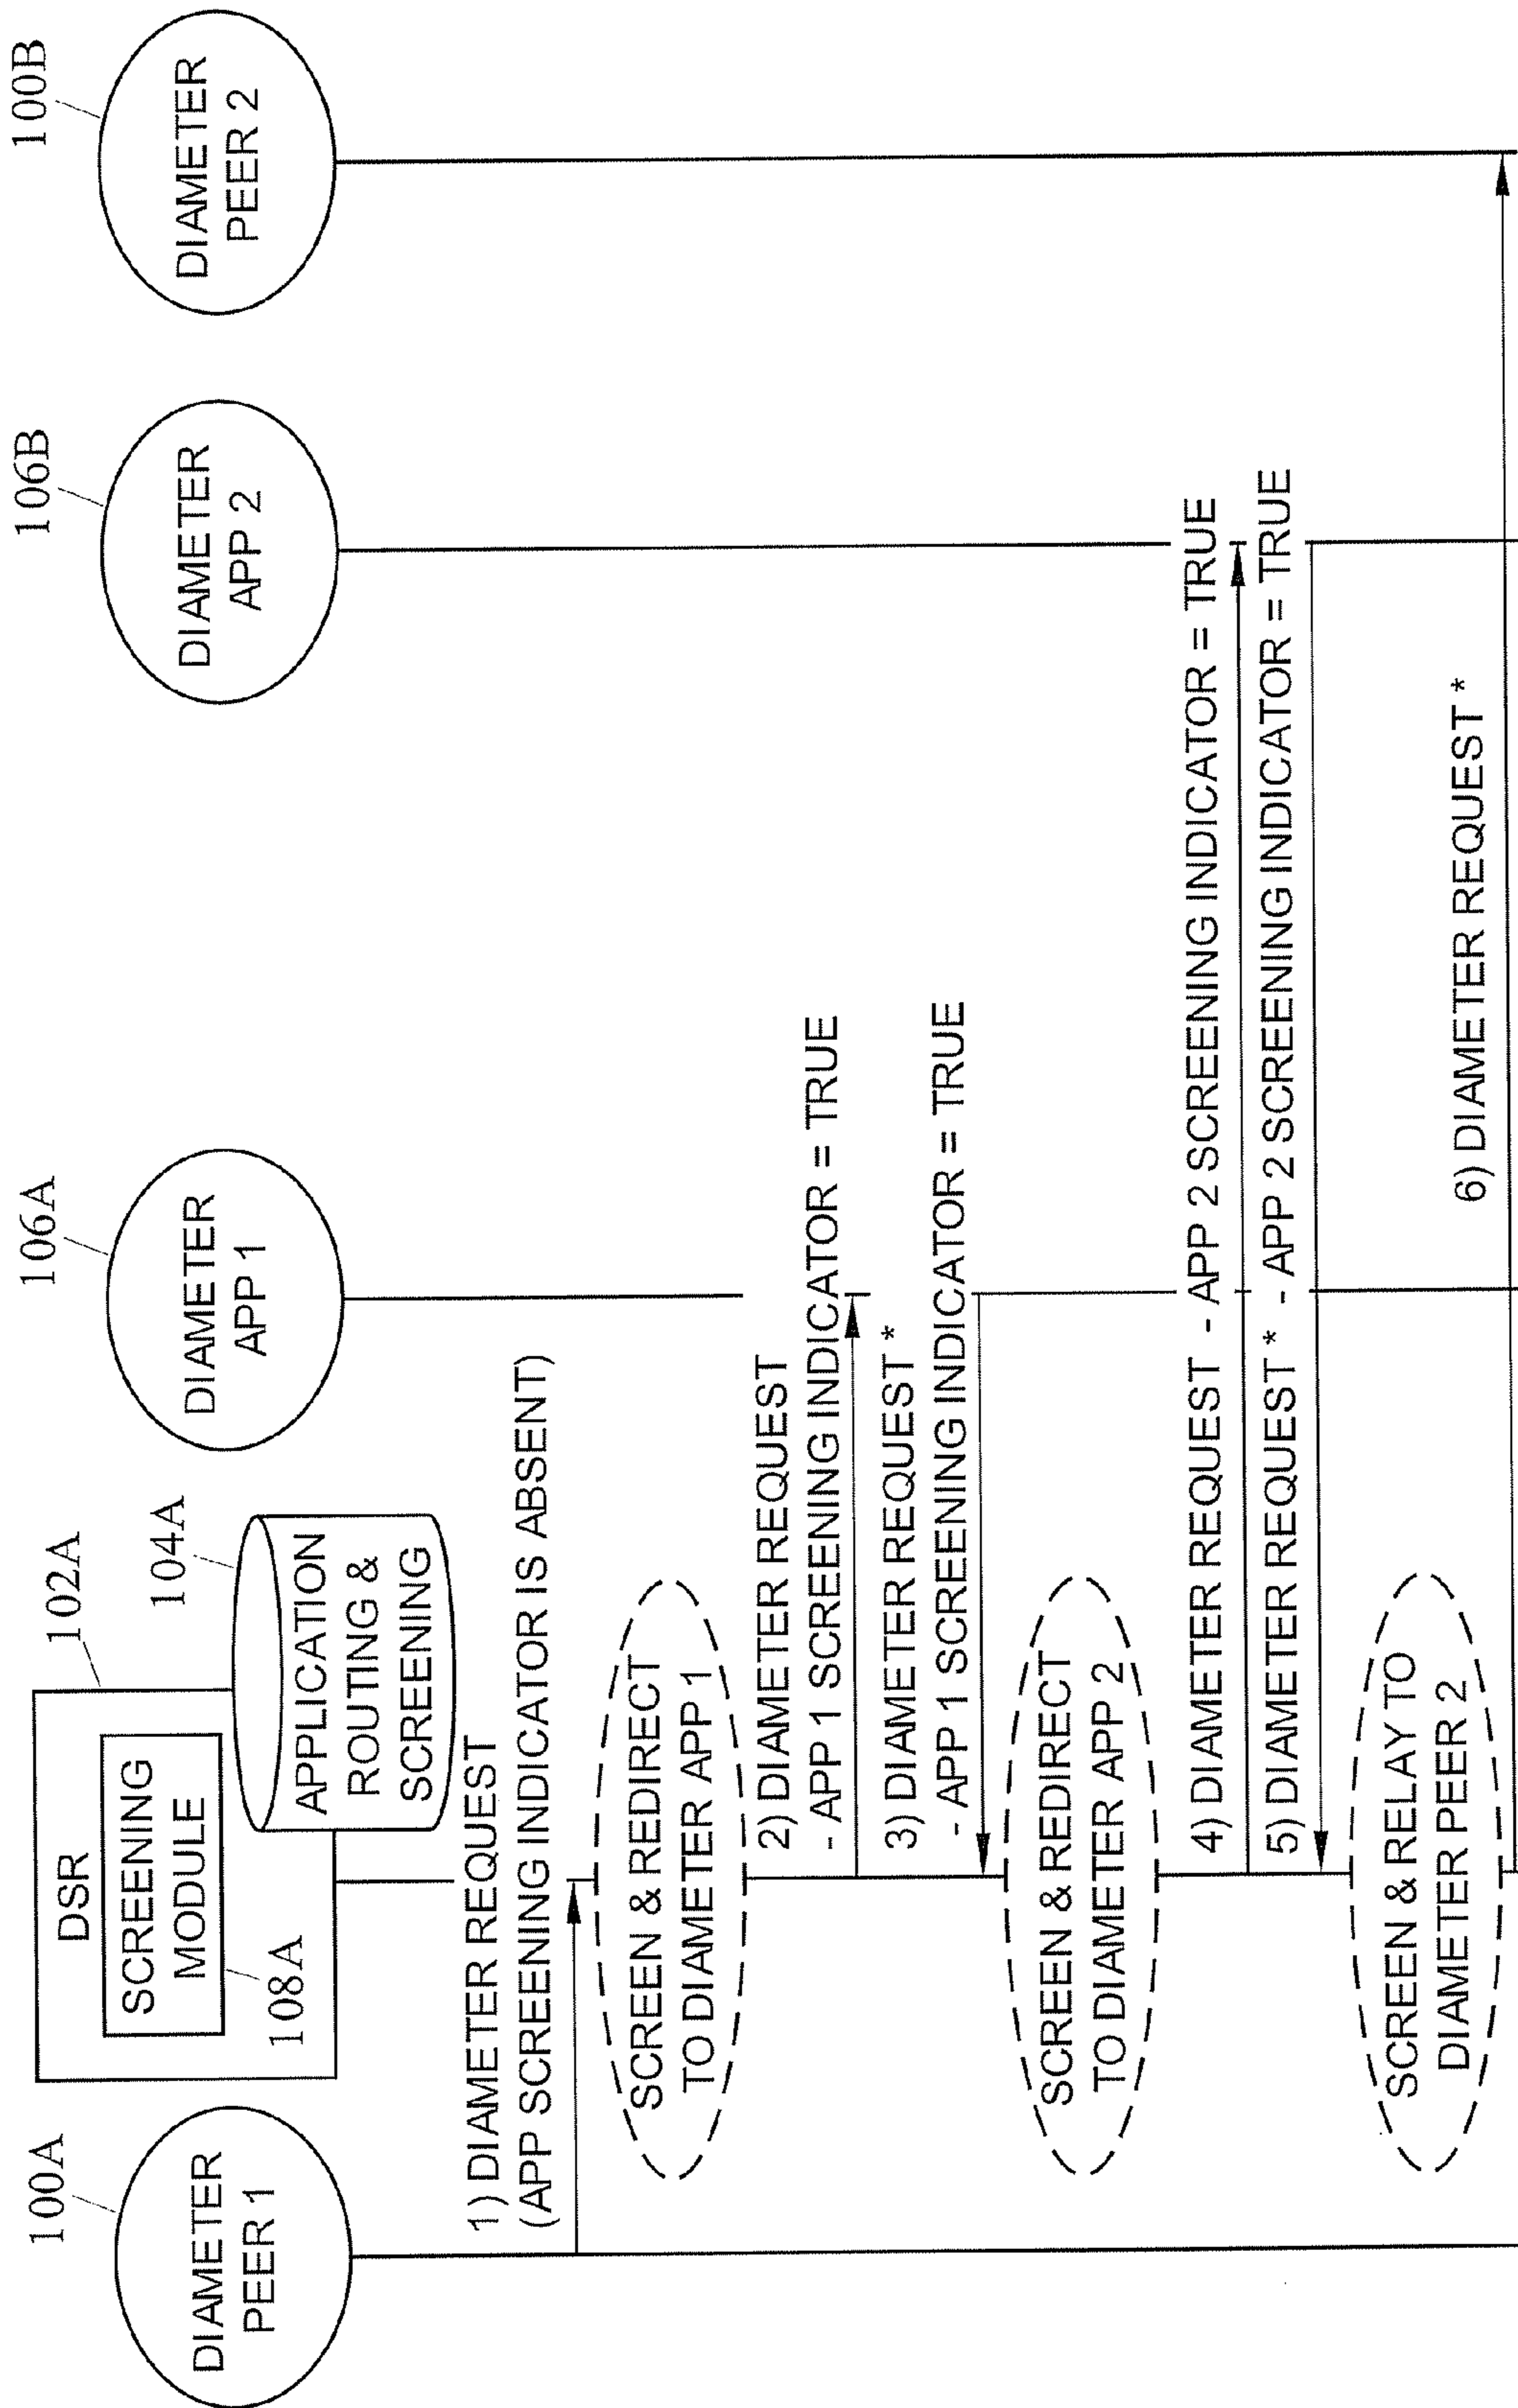 100A
DIAMETER
PEER 1
102A
DSR
SCREENING
MODULE
108A
104A
APPLICATION
ROUTING &
SCREENING
106A
DIAMETER
APP 1
106B
DIAMETER
APP 2
100B
DIAMETER
PEER 2
1) DIAMETER REQUEST
(APP SCREENING INDICATOR IS ABSENT)
SCREEN & REDIRECT
TO DIAMETER APP 1
2) DIAMETER REQUEST
- APP 1 SCREENING INDICATOR = TRUE
3) DIAMETER REQUEST *
- APP 1 SCREENING INDICATOR = TRUE
SCREEN & REDIRECT
TO DIAMETER APP 2
4) DIAMETER REQUEST - APP 2 SCREENING INDICATOR = TRUE
5) DIAMETER REQUEST * - APP 2 SCREENING INDICATOR = TRUE
SCREEN & RELAY TO
DIAMETER PEER 2
6) DIAMETER REQUEST *